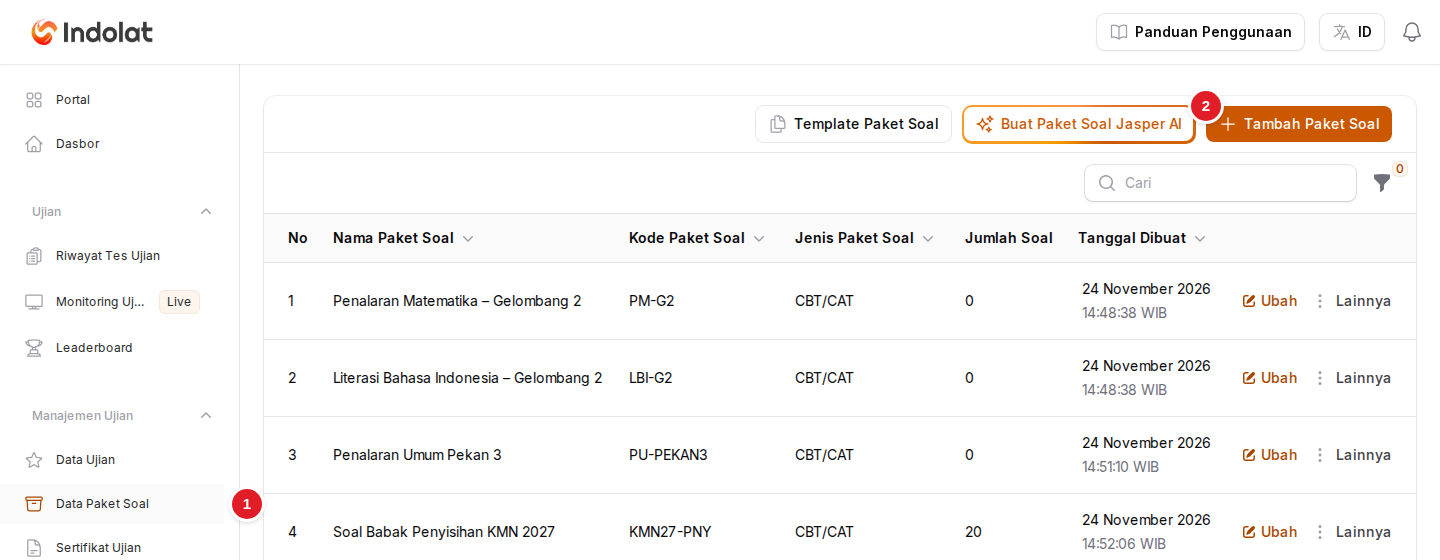 Indolat
Panduan Penggunaan
ID
Portal
Dasbor
Ujian
Riwayat Tes Ujian
Monitoring Uj...
Live
Leaderboard
Manajemen Ujian
Data Ujian
Data Paket Soal
1
Sertifikat Ujian
Template Paket Soal
Buat Paket Soal Jasper AI
2
Tambah Paket Soal
Cari
0
No Nama Paket Soal Kode Paket Soal Jenis Paket Soal Jumlah Soal Tanggal Dibuat
1 Penalaran Matematika – Gelombang 2 PM-G2 CBT/CAT 0 24 November 2026 Ubah Lainnya
14:48:38 WIB
2 Literasi Bahasa Indonesia – Gelombang 2 LBI-G2 CBT/CAT 0 24 November 2026 Ubah Lainnya
14:48:38 WIB
3 Penalaran Umum Pekan 3 PU-PEKAN3 CBT/CAT 0 24 November 2026 Ubah Lainnya
14:51:10 WIB
4 Soal Babak Penyisihan KMN 2027 KMN27-PNY CBT/CAT 20 24 November 2026 Ubah Lainnya
14:52:06 WIB